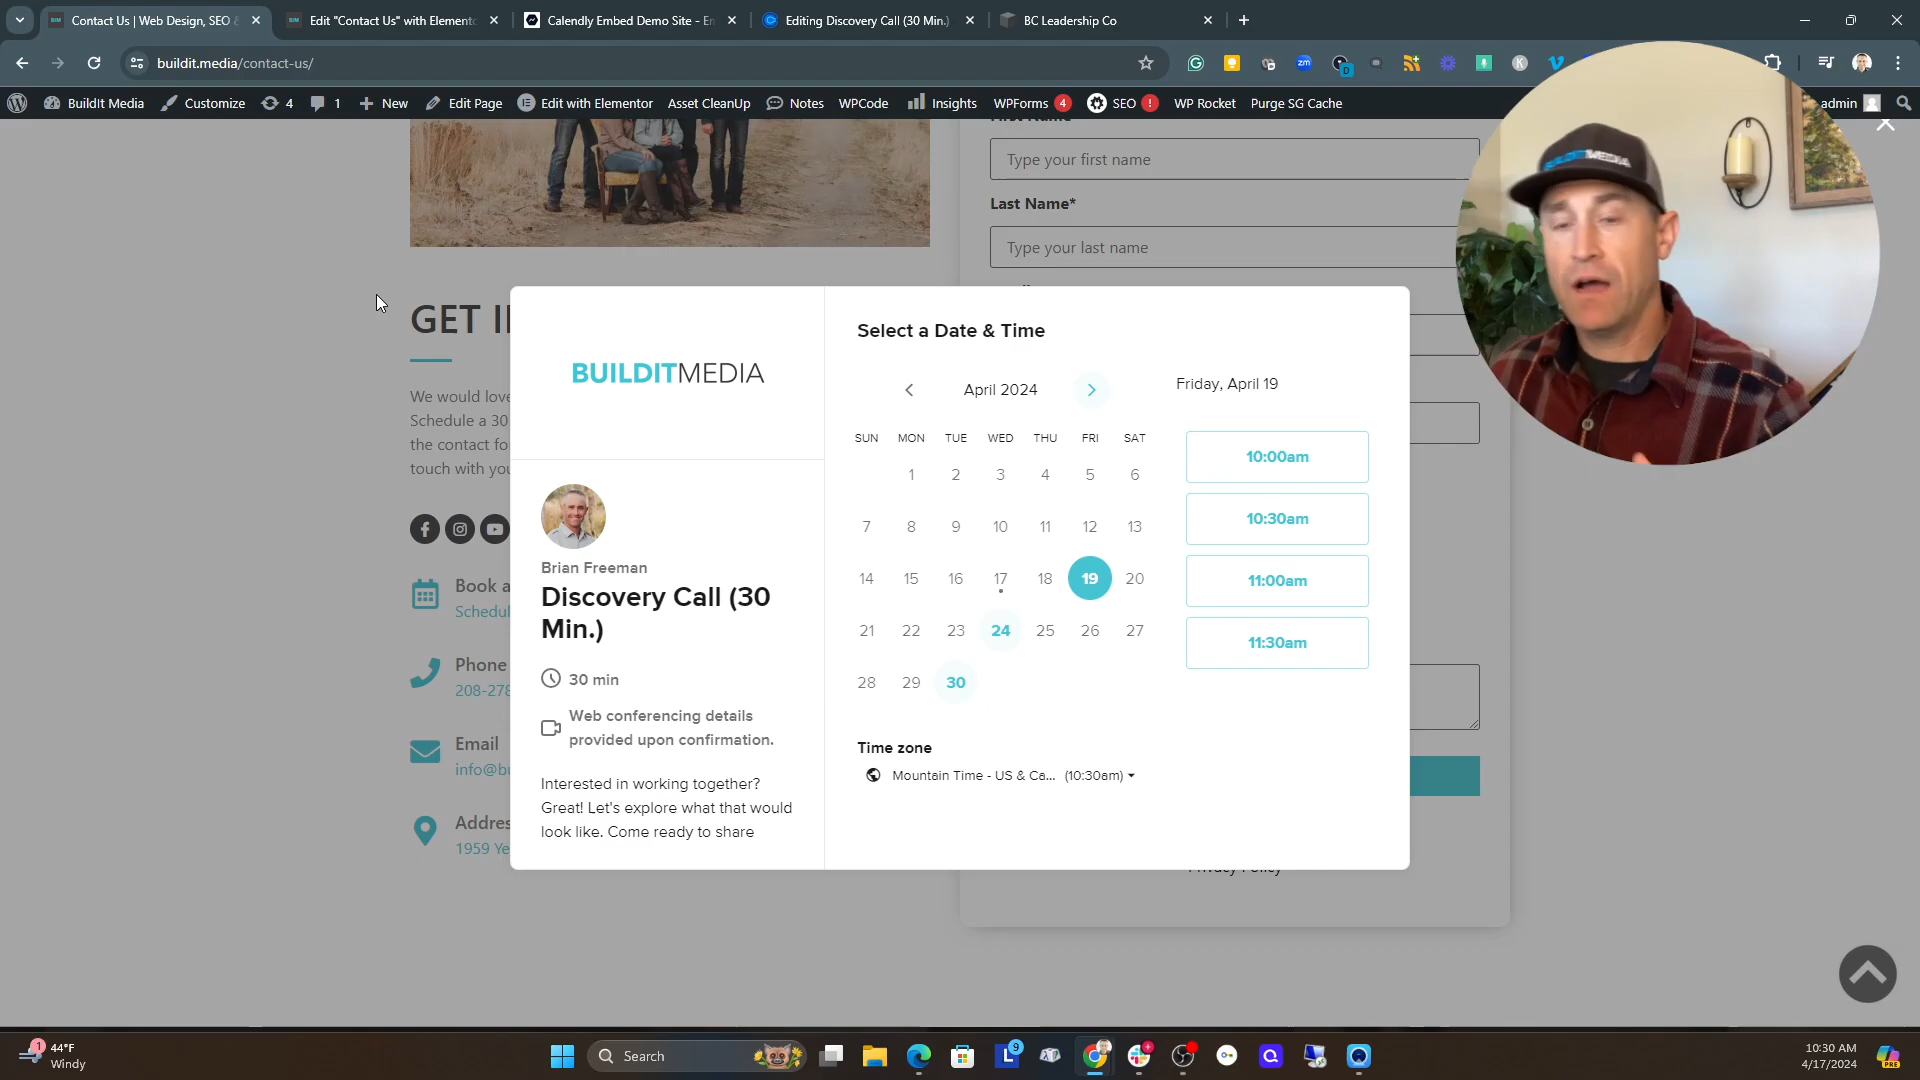 Contact Us | Web Design, SEO &
Edit "Contact Us" with Elemento
Calendly Embed Demo Site - En
Editing Discovery Call (30 Min.)
BC Leadership Co
buildit.media/contact-us/
BuildIt Media
Customize
4
1
New
Edit Page
Edit with Elementor
Asset CleanUp
Notes
WPCode
Insights
WPForms 4
SEO !
WP Rocket
Purge SG Cache
admin
Type your first name
Last Name*
Type your last name
GET I
We would love
Schedule a 30
the contact fo
touch with you
Book a
Schedul
Phone
208-278
Email
info@bu
Addres
1959 Ye
BUILDITMEDIA
Brian Freeman
Discovery Call (30
Min.)
30 min
Web conferencing details
provided upon confirmation.
Interested in working together?
Great! Let's explore what that would
look like. Come ready to share
Select a Date & Time
April 2024
SUN MON TUE WED THU FRI SAT
1 2 3 4 5 6
7 8 9 10 11 12 13
14 15 16 17 18 19 20
21 22 23 24 25 26 27
28 29 30
Friday, April 19
10:00am
10:30am
11:00am
11:30am
Time zone
Mountain Time - US & Ca... (10:30am)
BUILDITMEDIA
1
44°F
Windy
Search
9
10:30 AM
4/17/2024